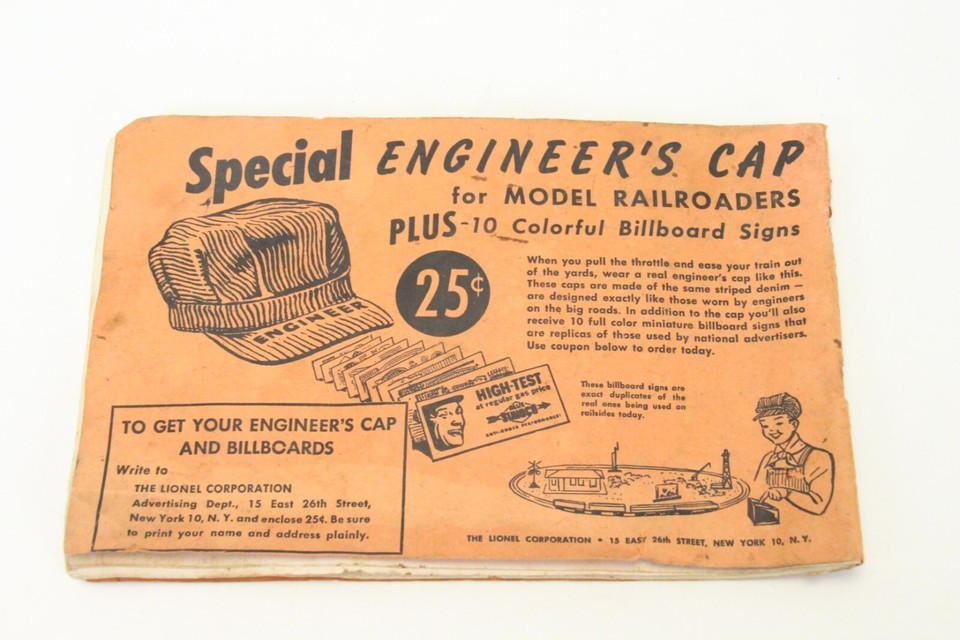 Special ENGINEER'S CAP
for MODEL RAILROADERS
PLUS-10 Colorful Billboard Signs
25¢
When you pull the throttle and ease your train out
of the yards, wear a real engineer's cap like this.
These caps are made of the same striped denim —
are designed exactly like those worn by engineers
on the big roads. In addition to the cap you'll also
receive 10 full color miniature billboard signs that
are replicas of those used by national advertisers.
Use coupon below to order today.
ENGINEER
HIGH-TEST
at regular gas price
BLUE
SUNOCO
ANTI-KNOCK PERFORMANCE!
These billboard signs are
exact duplicates of the
real ones being used on
railsides today.
TO GET YOUR ENGINEER'S CAP
AND BILLBOARDS
Write to
THE LIONEL CORPORATION
Advertising Dept., 15 East 26th Street,
New York 10, N. Y. and enclose 25¢. Be sure
to print your name and address plainly.
THE LIONEL CORPORATION • 15 EAST 26th STREET, NEW YORK 10, N. Y.